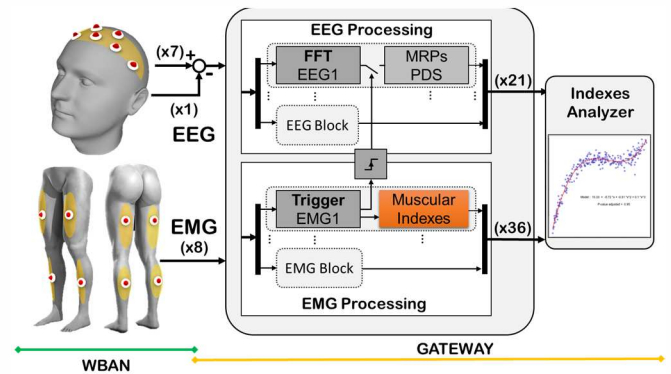 EEG Processing
(x7)
+
-
(x1)
EEG
FFT
EEG1
MRPs
PDS
EEG Block
(x21)
Indexes
Analyzer
EMG
(x8)
Trigger
EMG1
Muscular
Indexes
EMG Block
(x36)
EMG Processing
WBAN
GATEWAY